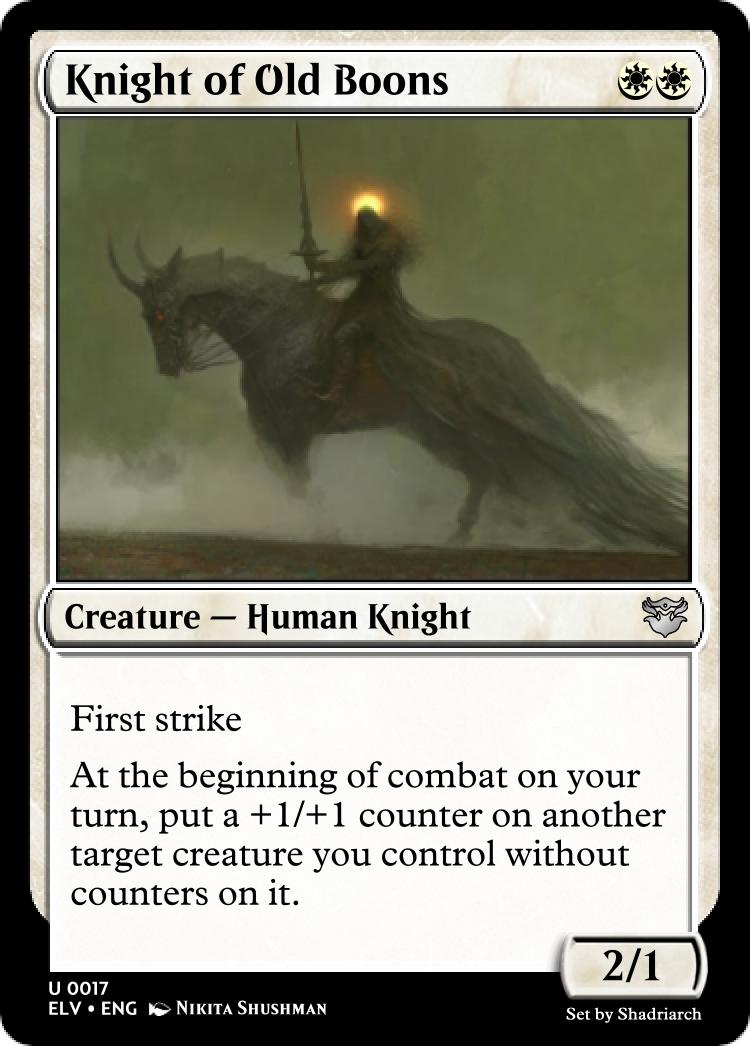 Knight of Old Boons
Creature — Human Knight
First strike
At the beginning of combat on your
turn, put a +1/+1 counter on another
target creature you control without
counters on it.
2/1
U 0017
ELV • ENG Nikita Shushman
Set by Shadriarch